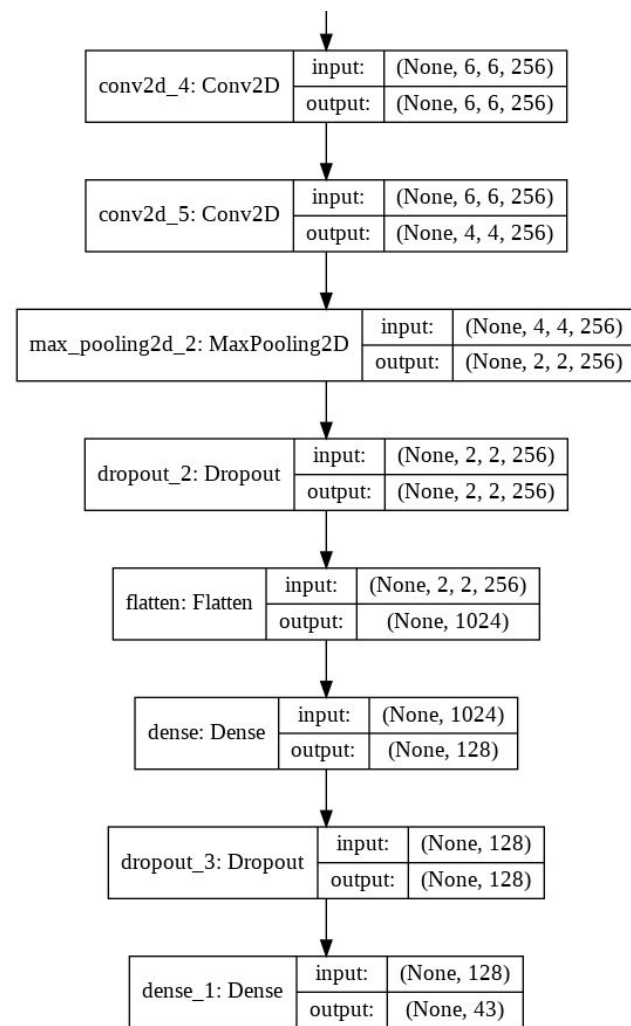 conv2d_4: Conv2D
input: (None, 6, 6, 256)
output: (None, 6, 6, 256)
conv2d_5: Conv2D
input: (None, 6, 6, 256)
output: (None, 4, 4, 256)
max_pooling2d_2: MaxPooling2D
input: (None, 4, 4, 256)
output: (None, 2, 2, 256)
dropout_2: Dropout
input: (None, 2, 2, 256)
output: (None, 2, 2, 256)
flatten: Flatten
input: (None, 2, 2, 256)
output: (None, 1024)
dense: Dense
input: (None, 1024)
output: (None, 128)
dropout_3: Dropout
input: (None, 128)
output: (None, 128)
dense_1: Dense
input: (None, 128)
output: (None, 43)